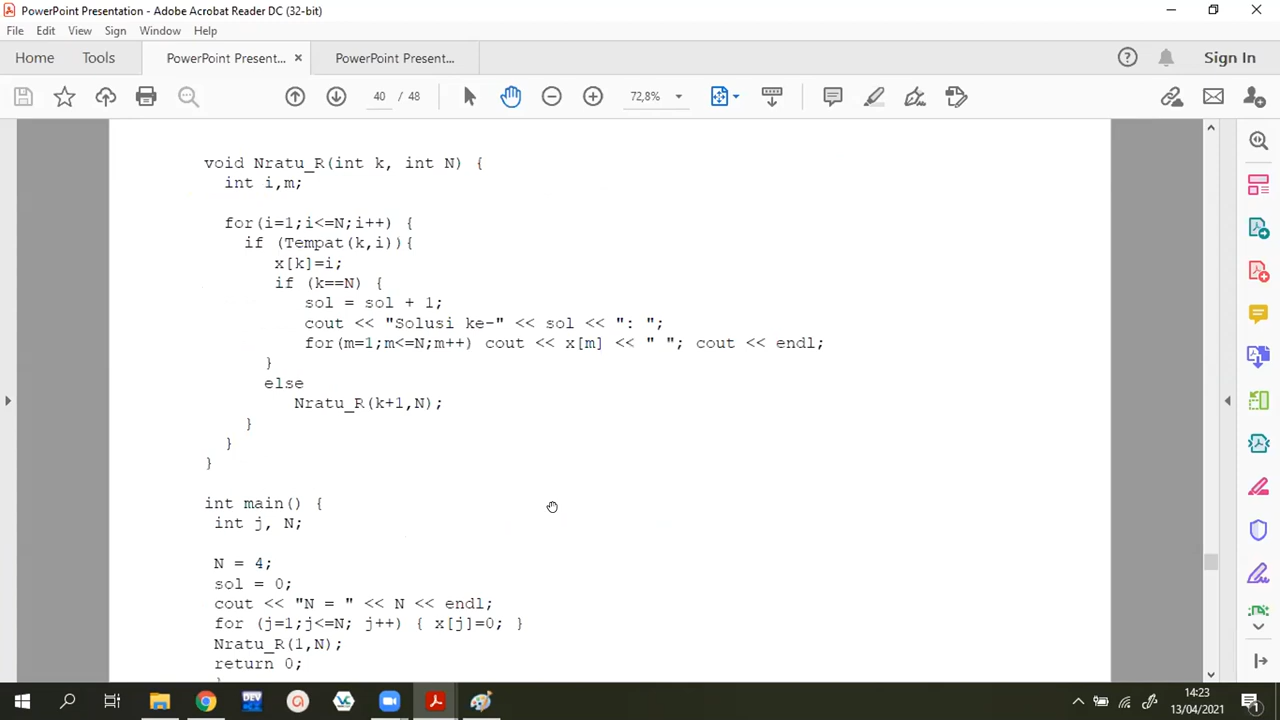 PowerPoint Presentation - Adobe Acrobat Reader DC (32-bit)
File Edit View Sign Window Help
Home Tools PowerPoint Present... × PowerPoint Present... Sign In
40 / 48 72,8%
void Nratu_R(int k, int N) {
int i,m;
for(i=1;i<=N;i++) {
if (Tempat(k,i)){
x[k]=i;
if (k==N) {
sol = sol + 1;
cout << "Solusi ke-" << sol << ": ";
for(m=1;m<=N;m++) cout << x[m] << " "; cout << endl;
}
else
Nratu_R(k+1,N);
}
}
}
int main() {
int j, N;
N = 4;
sol = 0;
cout << "N = " << N << endl;
for (j=1;j<=N; j++) { x[j]=0; }
Nratu_R(1,N);
return 0;
}
DEV
14:23
13/04/2021
1